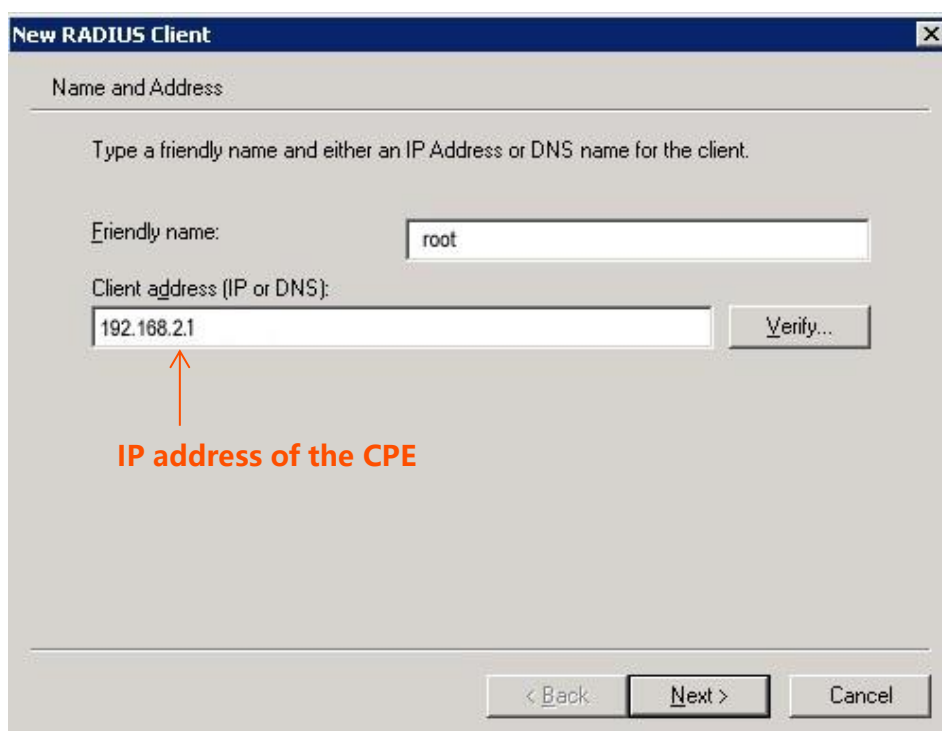 New RADIUS Client
Name and Address
Type a friendly name and either an IP Address or DNS name for the client.
Friendly name:
root
Client address (IP or DNS):
192.168.2.1
Verify...
IP address of the CPE
< Back
Next >
Cancel